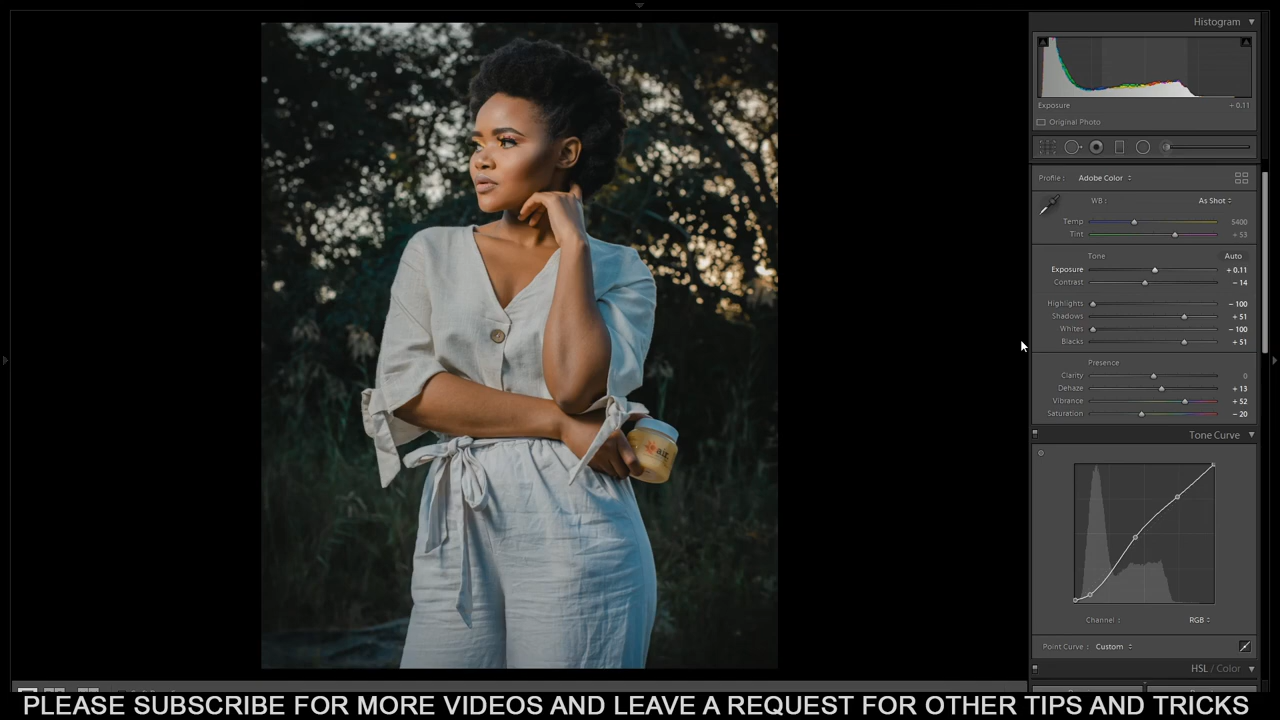 Histogram
Exposure + 0.11
Original Photo
Profile : Adobe Color
WB : As Shot
Temp 5400
Tint + 53
Tone Auto
Exposure + 0.11
Contrast − 14
Highlights − 100
Shadows + 51
Whites − 100
Blacks + 51
Presence
Clarity 0
Dehaze + 13
Vibrance + 52
Saturation − 20
Tone Curve
Channel : RGB
Point Curve : Custom
HSL / Color
PLEASE SUBSCRIBE FOR MORE VIDEOS AND LEAVE A REQUEST FOR OTHER TIPS AND TRICKS